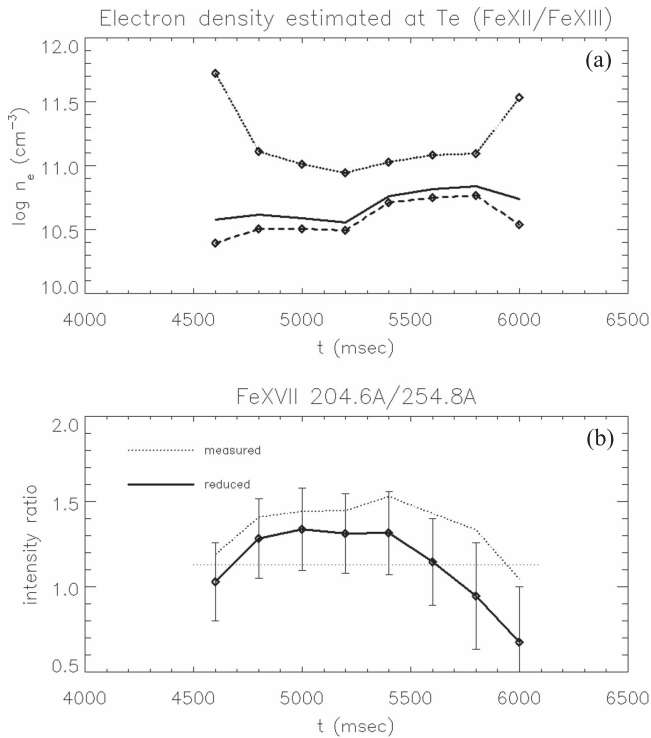 Electron density estimated at Te (FeXII/FeXIII)
(a)
12.0
11.5
11.0
10.5
10.0
log ne (cm−3)
4000 4500 5000 5500 6000 6500
t (msec)
FeXVII 204.6A/254.8A
(b)
2.0
1.5
1.0
0.5
intensity ratio
measured
reduced
4000 4500 5000 5500 6000 6500
t (msec)